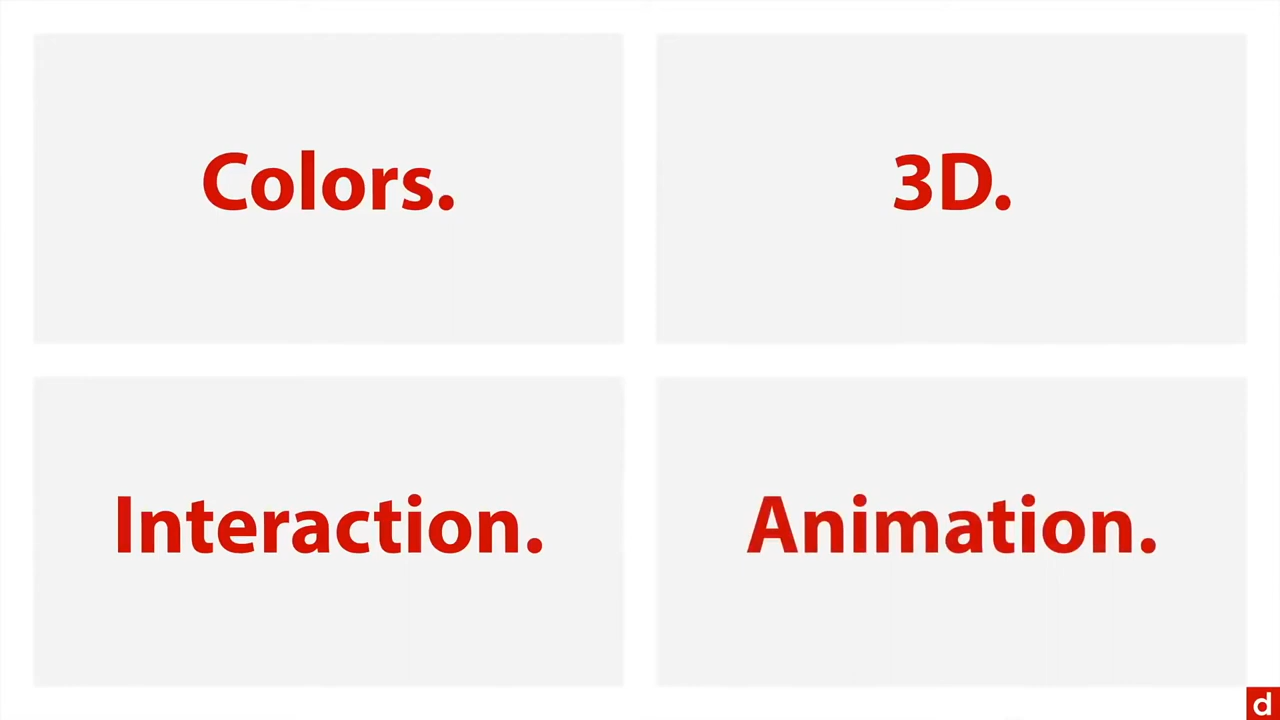 Colors.
3D.
Interaction.
Animation.
d